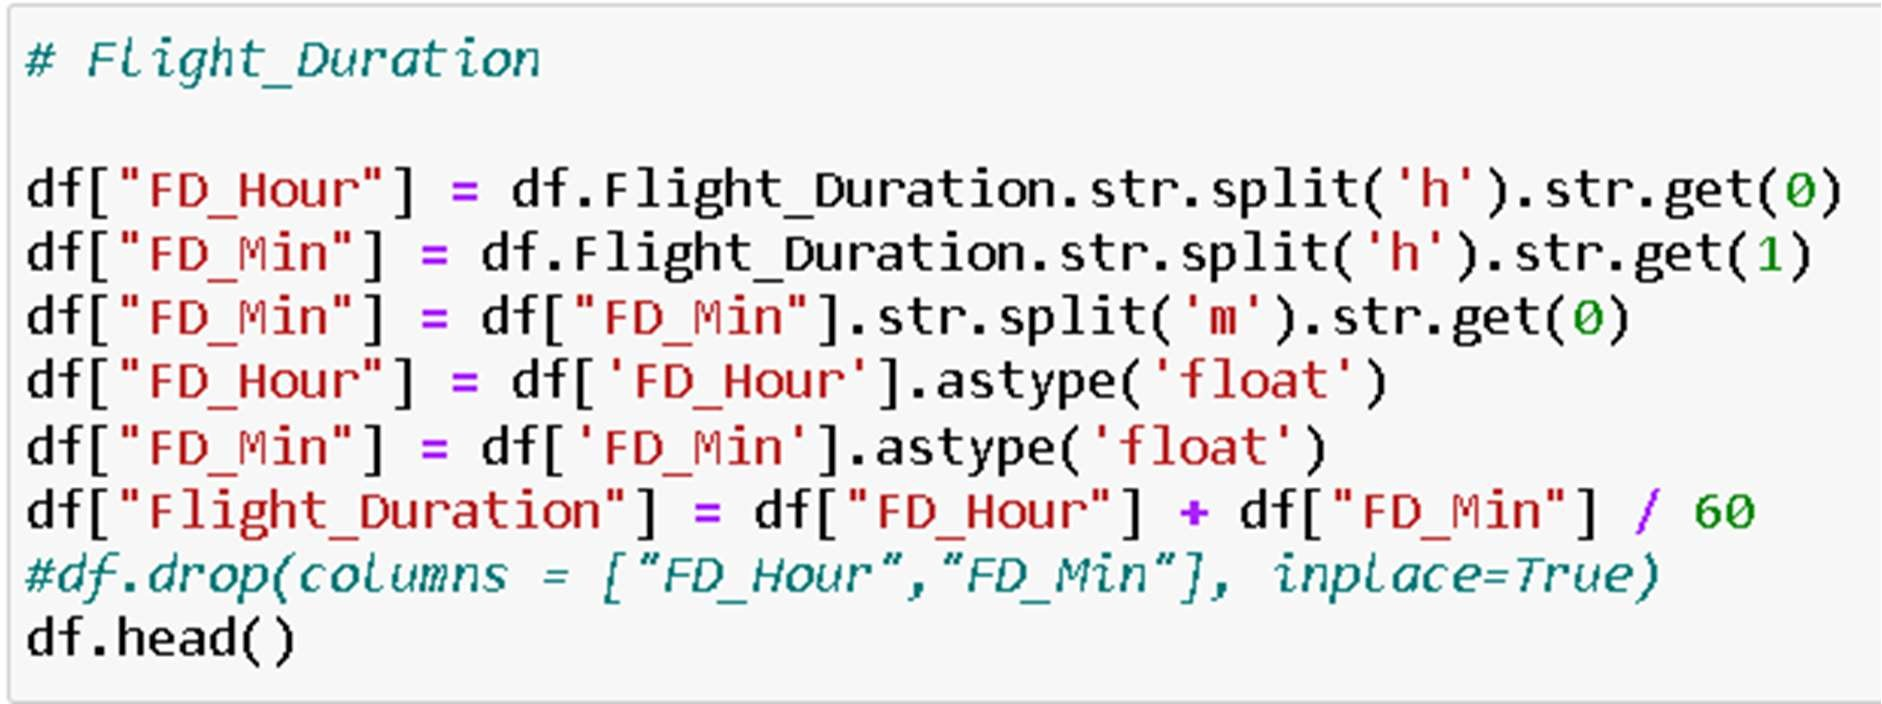 # Flight_Duration
df["FD_Hour"] = df.Flight_Duration.str.split('h').str.get(0)
df["FD_Min"] = df.Flight_Duration.str.split('h').str.get(1)
df["FD_Min"] = df["FD_Min"].str.split('m').str.get(0)
df["FD_Hour"] = df['FD_Hour'].astype('float')
df["FD_Min"] = df['FD_Min'].astype('float')
df["Flight_Duration"] = df["FD_Hour"] + df["FD_Min"] / 60
#df.drop(columns = ["FD_Hour","FD_Min"], inplace=True)
df.head()